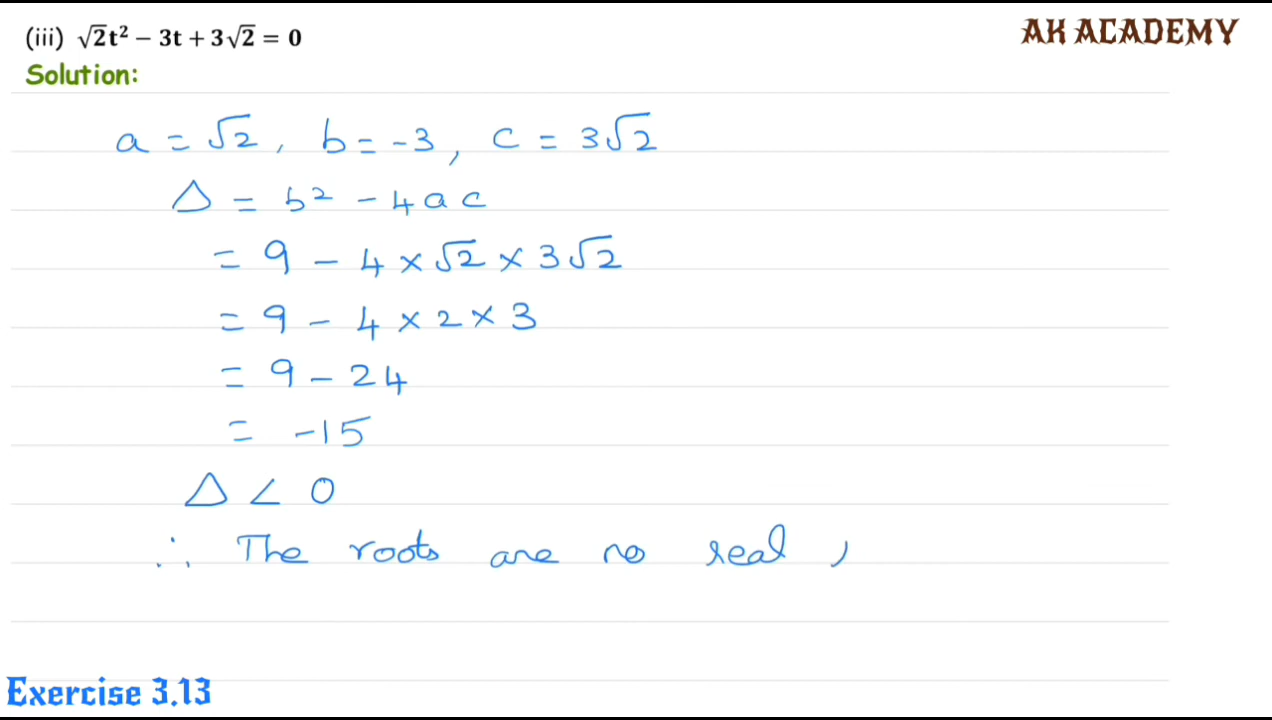 (iii) √2t² − 3t + 3√2 = 0
AK ACADEMY
Solution:
a = √2, b = -3, c = 3√2
Δ = b² - 4ac
= 9 - 4 × √2 × 3√2
= 9 - 4 × 2 × 3
= 9 - 24
= -15
Δ < 0
∴ The roots are no real,
Exercise 3.13